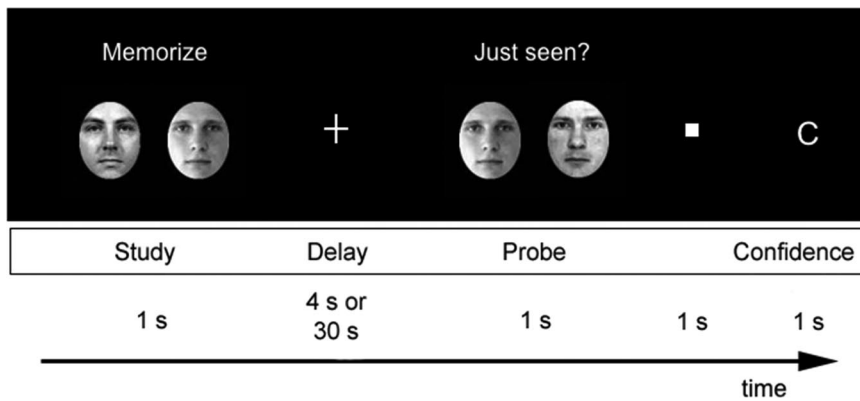 Memorize
Just seen?
+
C
Study
Delay
Probe
Confidence
1 s
4 s or
30 s
1 s
1 s
1 s
time